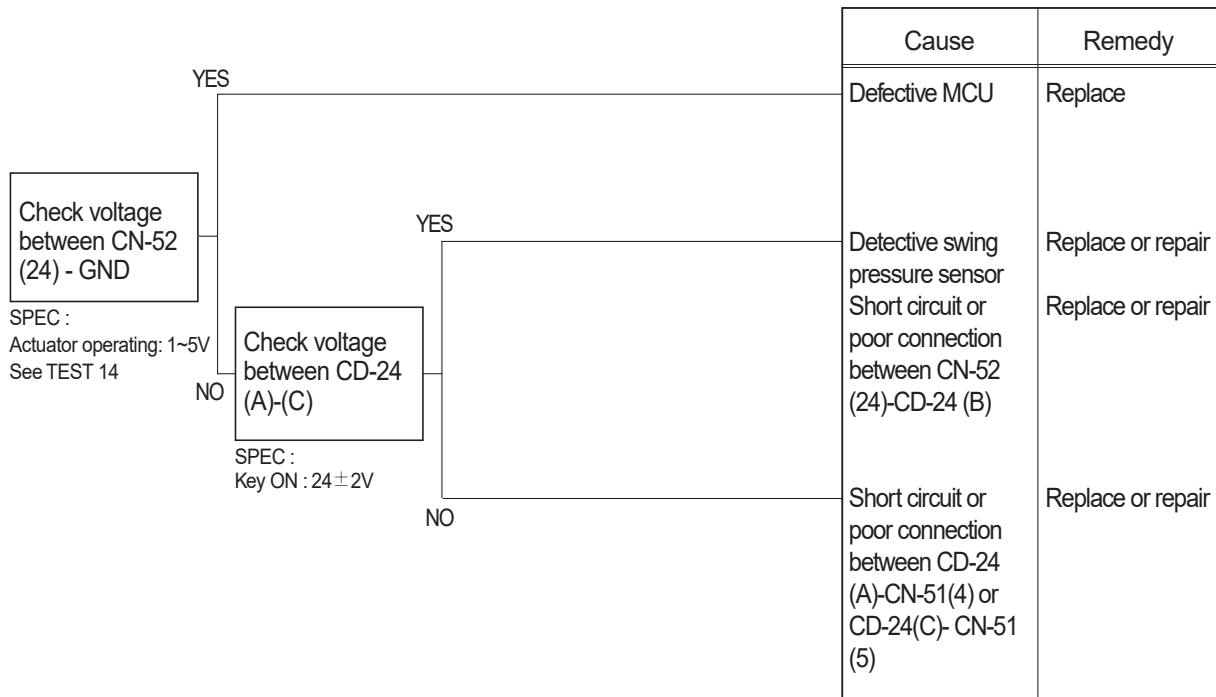 Cause
Remedy
YES
Defective MCU
Replace
Check voltage
between CN-52
(24) - GND
SPEC :
Actuator operating: 1~5V
See TEST 14
YES
Detective swing
pressure sensor
Replace or repair
Short circuit or
poor connection
between CN-52
(24)-CD-24 (B)
Replace or repair
NO
Check voltage
between CD-24
(A)-(C)
SPEC :
Key ON : 24±2V
NO
Short circuit or
poor connection
between CD-24
(A)-CN-51(4) or
CD-24(C)- CN-51
(5)
Replace or repair